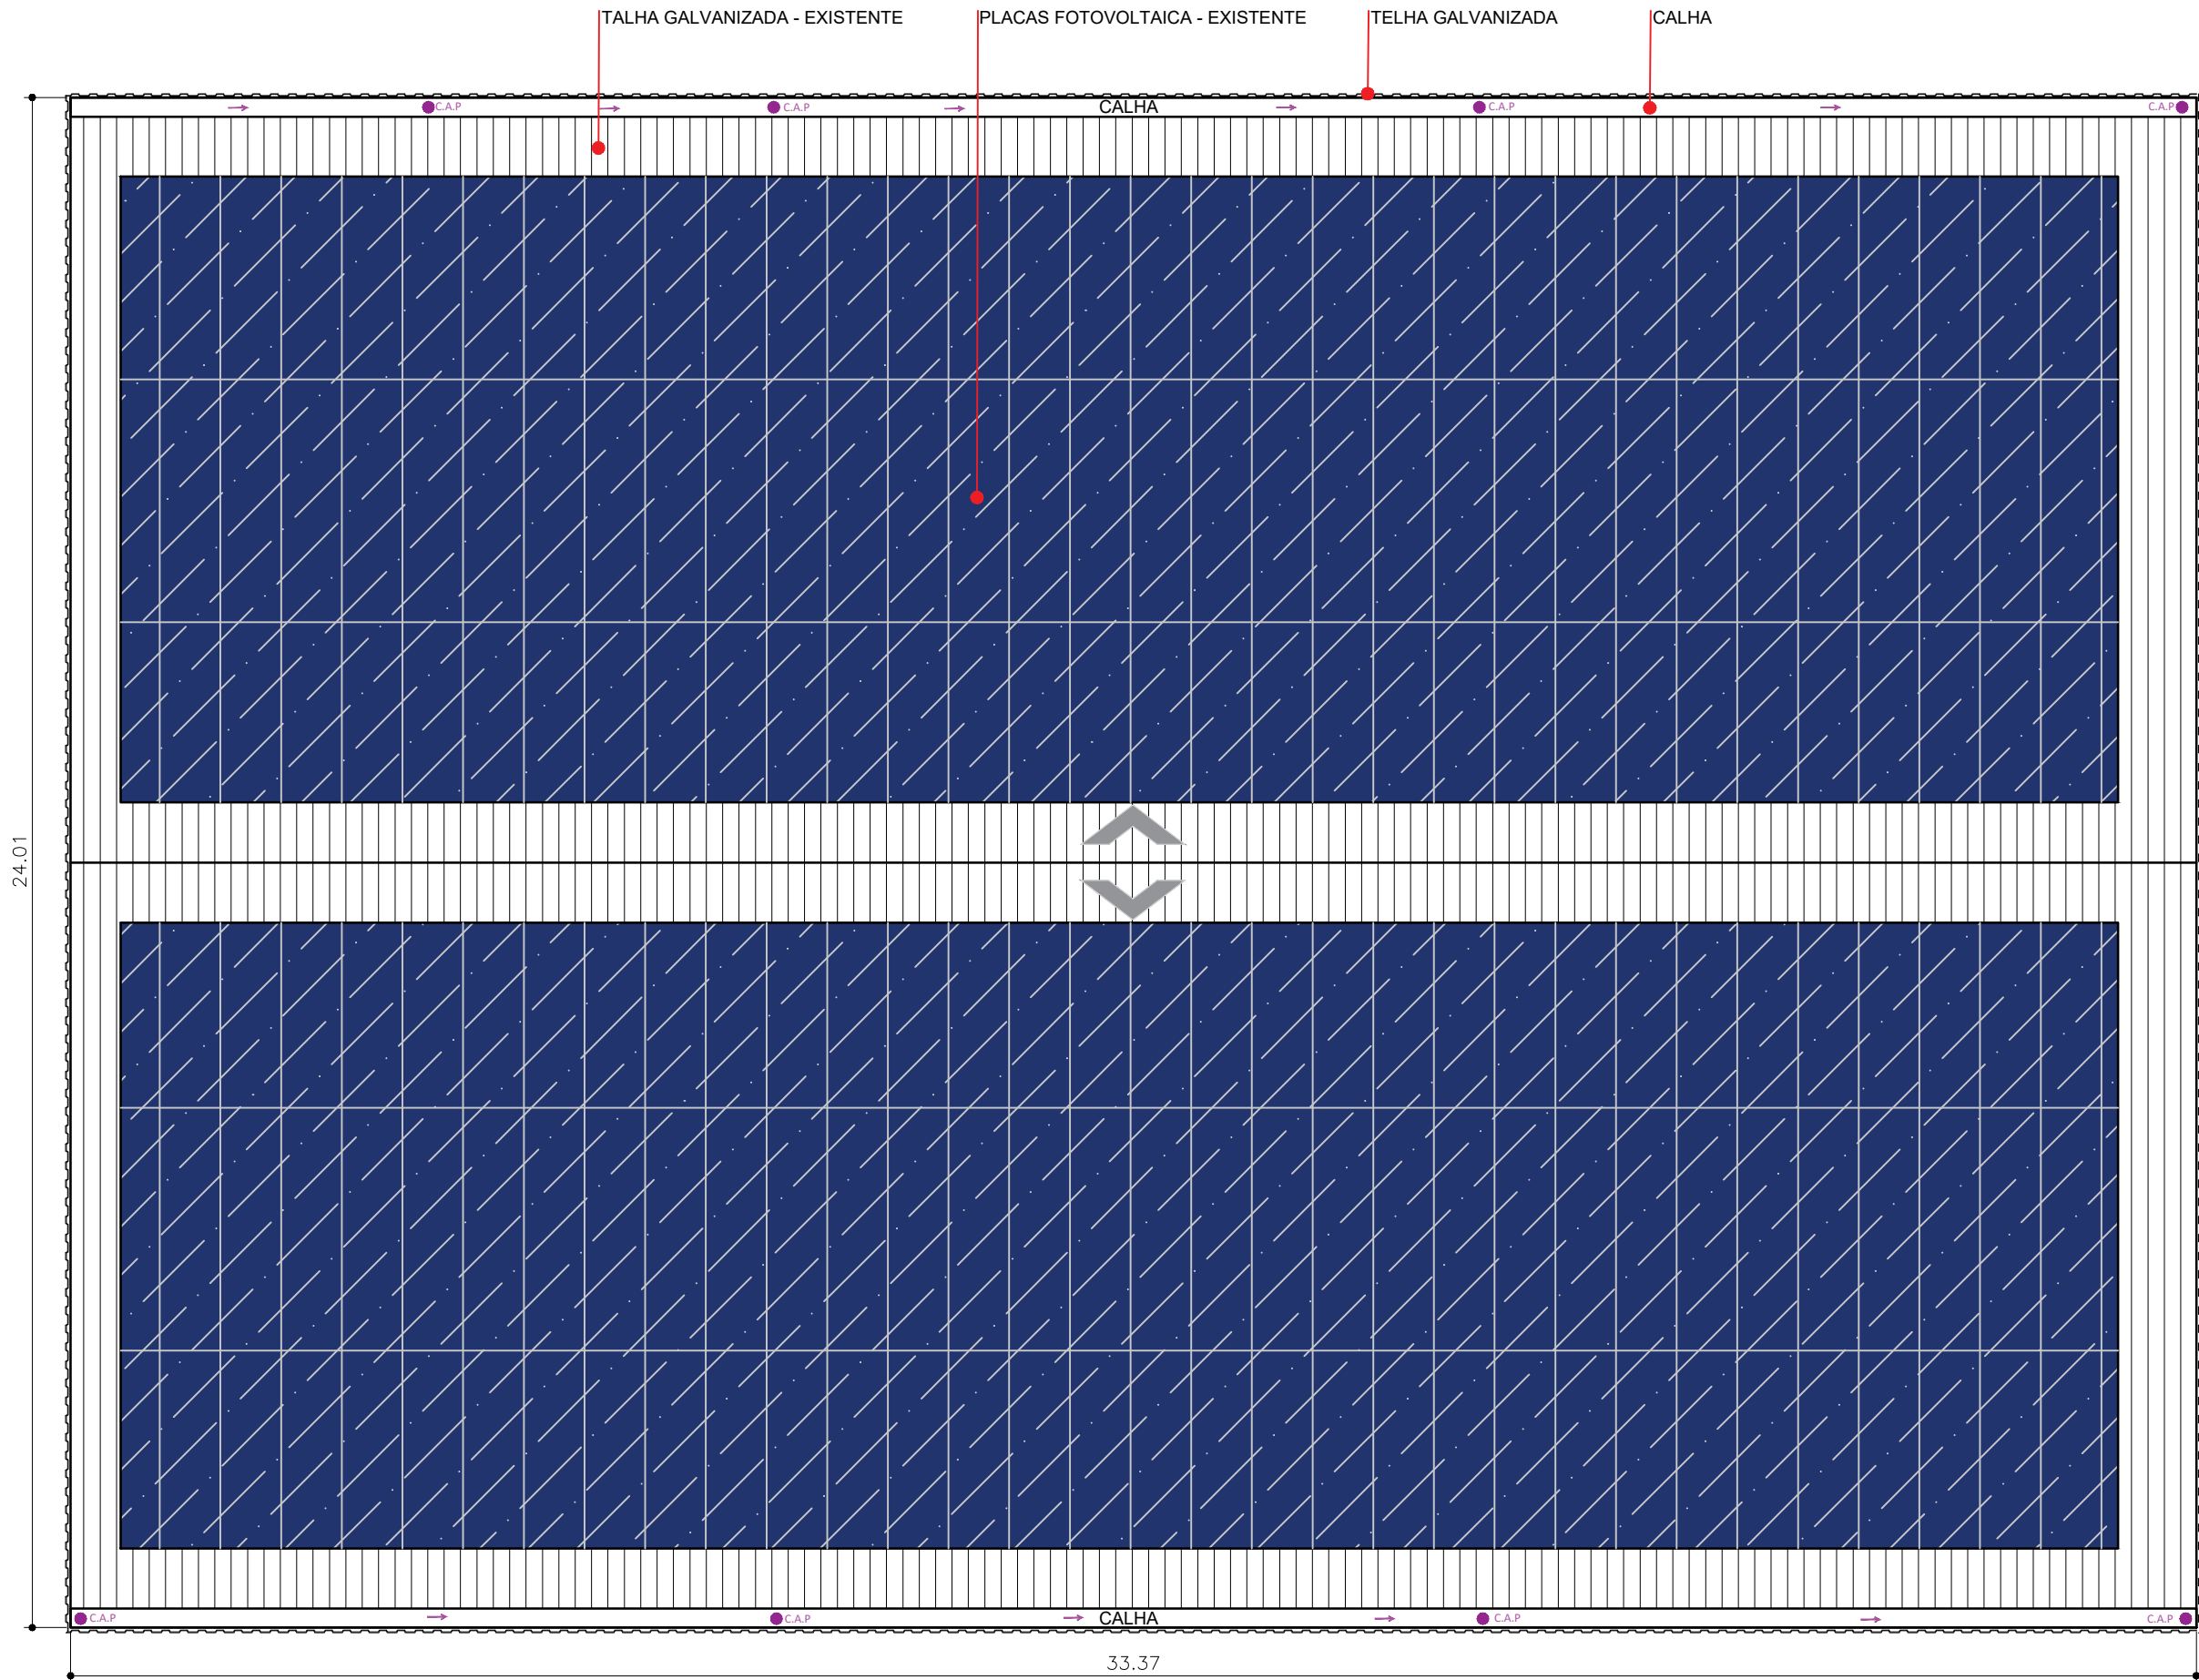 TALHA GALVANIZADA - EXISTENTE
PLACAS FOTOVOLTAICA - EXISTENTE
TELHA GALVANIZADA
CALHA
C.A.P
C.A.P
CALHA
C.A.P
C.A.P
24.01
C.A.P
C.A.P
CALHA
C.A.P
C.A.P
33.37